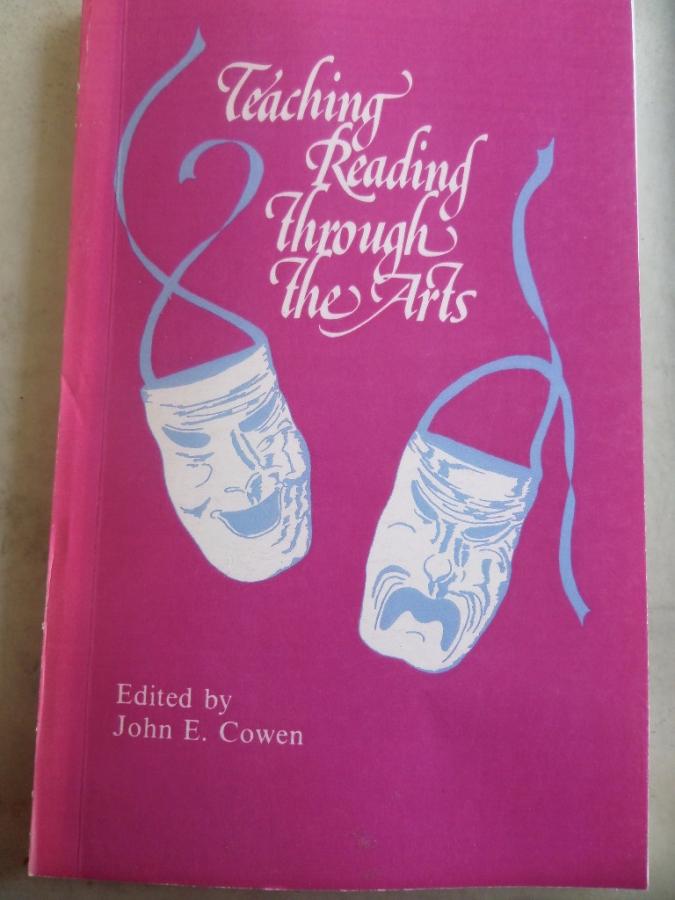 Teaching
Reading
through
the Arts
Edited by
John E. Cowen